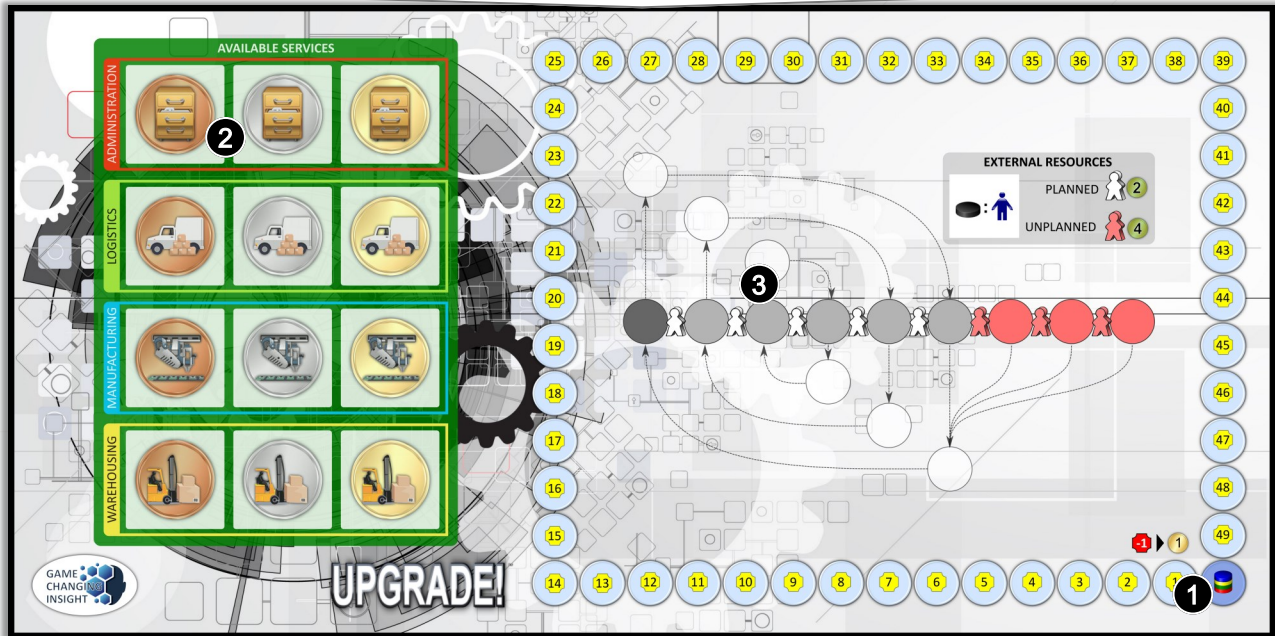 AVAILABLE SERVICES
ADMINISTRATION
2
LOGISTICS
MANUFACTURING
WAREHOUSING
GAME
CHANGING
INSIGHT
UPGRADE!
25 26 27 28 29 30 31 32 33 34 35 36 37 38 39
24 40
23 41
22 42
21 43
20 44
19 45
18 46
17 47
16 48
15 49
14 13 12 11 10 9 8 7 6 5 4 3 2 1
EXTERNAL RESOURCES
PLANNED 2
:
UNPLANNED 4
3
-1 1
1